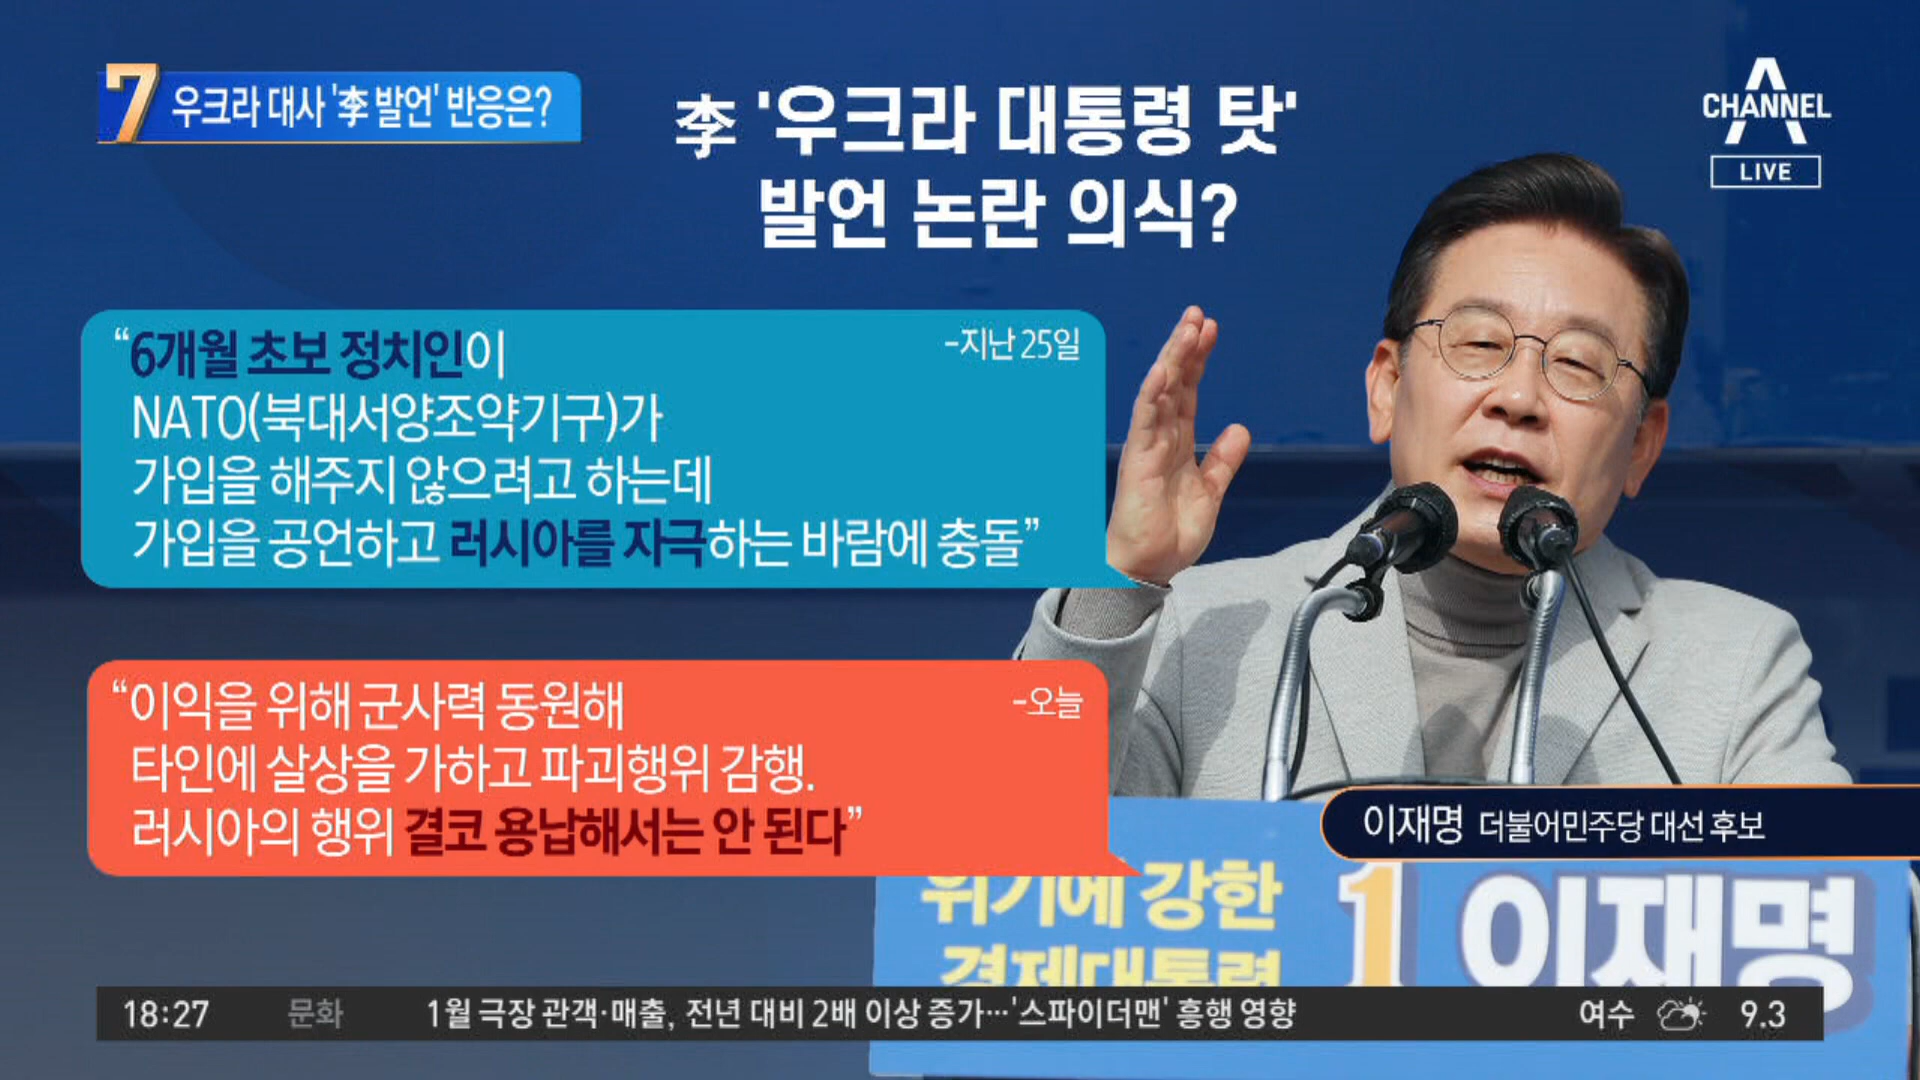 7 우크라 대사 '李 발언' 반응은?
李 '우크라 대통령 탓'
발언 논란 의식?
CHANNEL A
LIVE
“6개월 초보 정치인이
-지난 25일
NATO(북대서양조약기구)가
가입을 해주지 않으려고 하는데
가입을 공언하고 러시아를 자극하는 바람에 충돌”
“이익을 위해 군사력 동원해
-오늘
타인에 살상을 가하고 파괴행위 감행.
러시아의 행위 결코 용납해서는 안 된다”
이재명 더불어민주당 대선 후보
위기에 강한
경제대통령
1 이재명
18:27 문화 1월 극장 관객·매출, 전년 대비 2배 이상 증가…'스파이더맨' 흥행 영향 여수 9.3